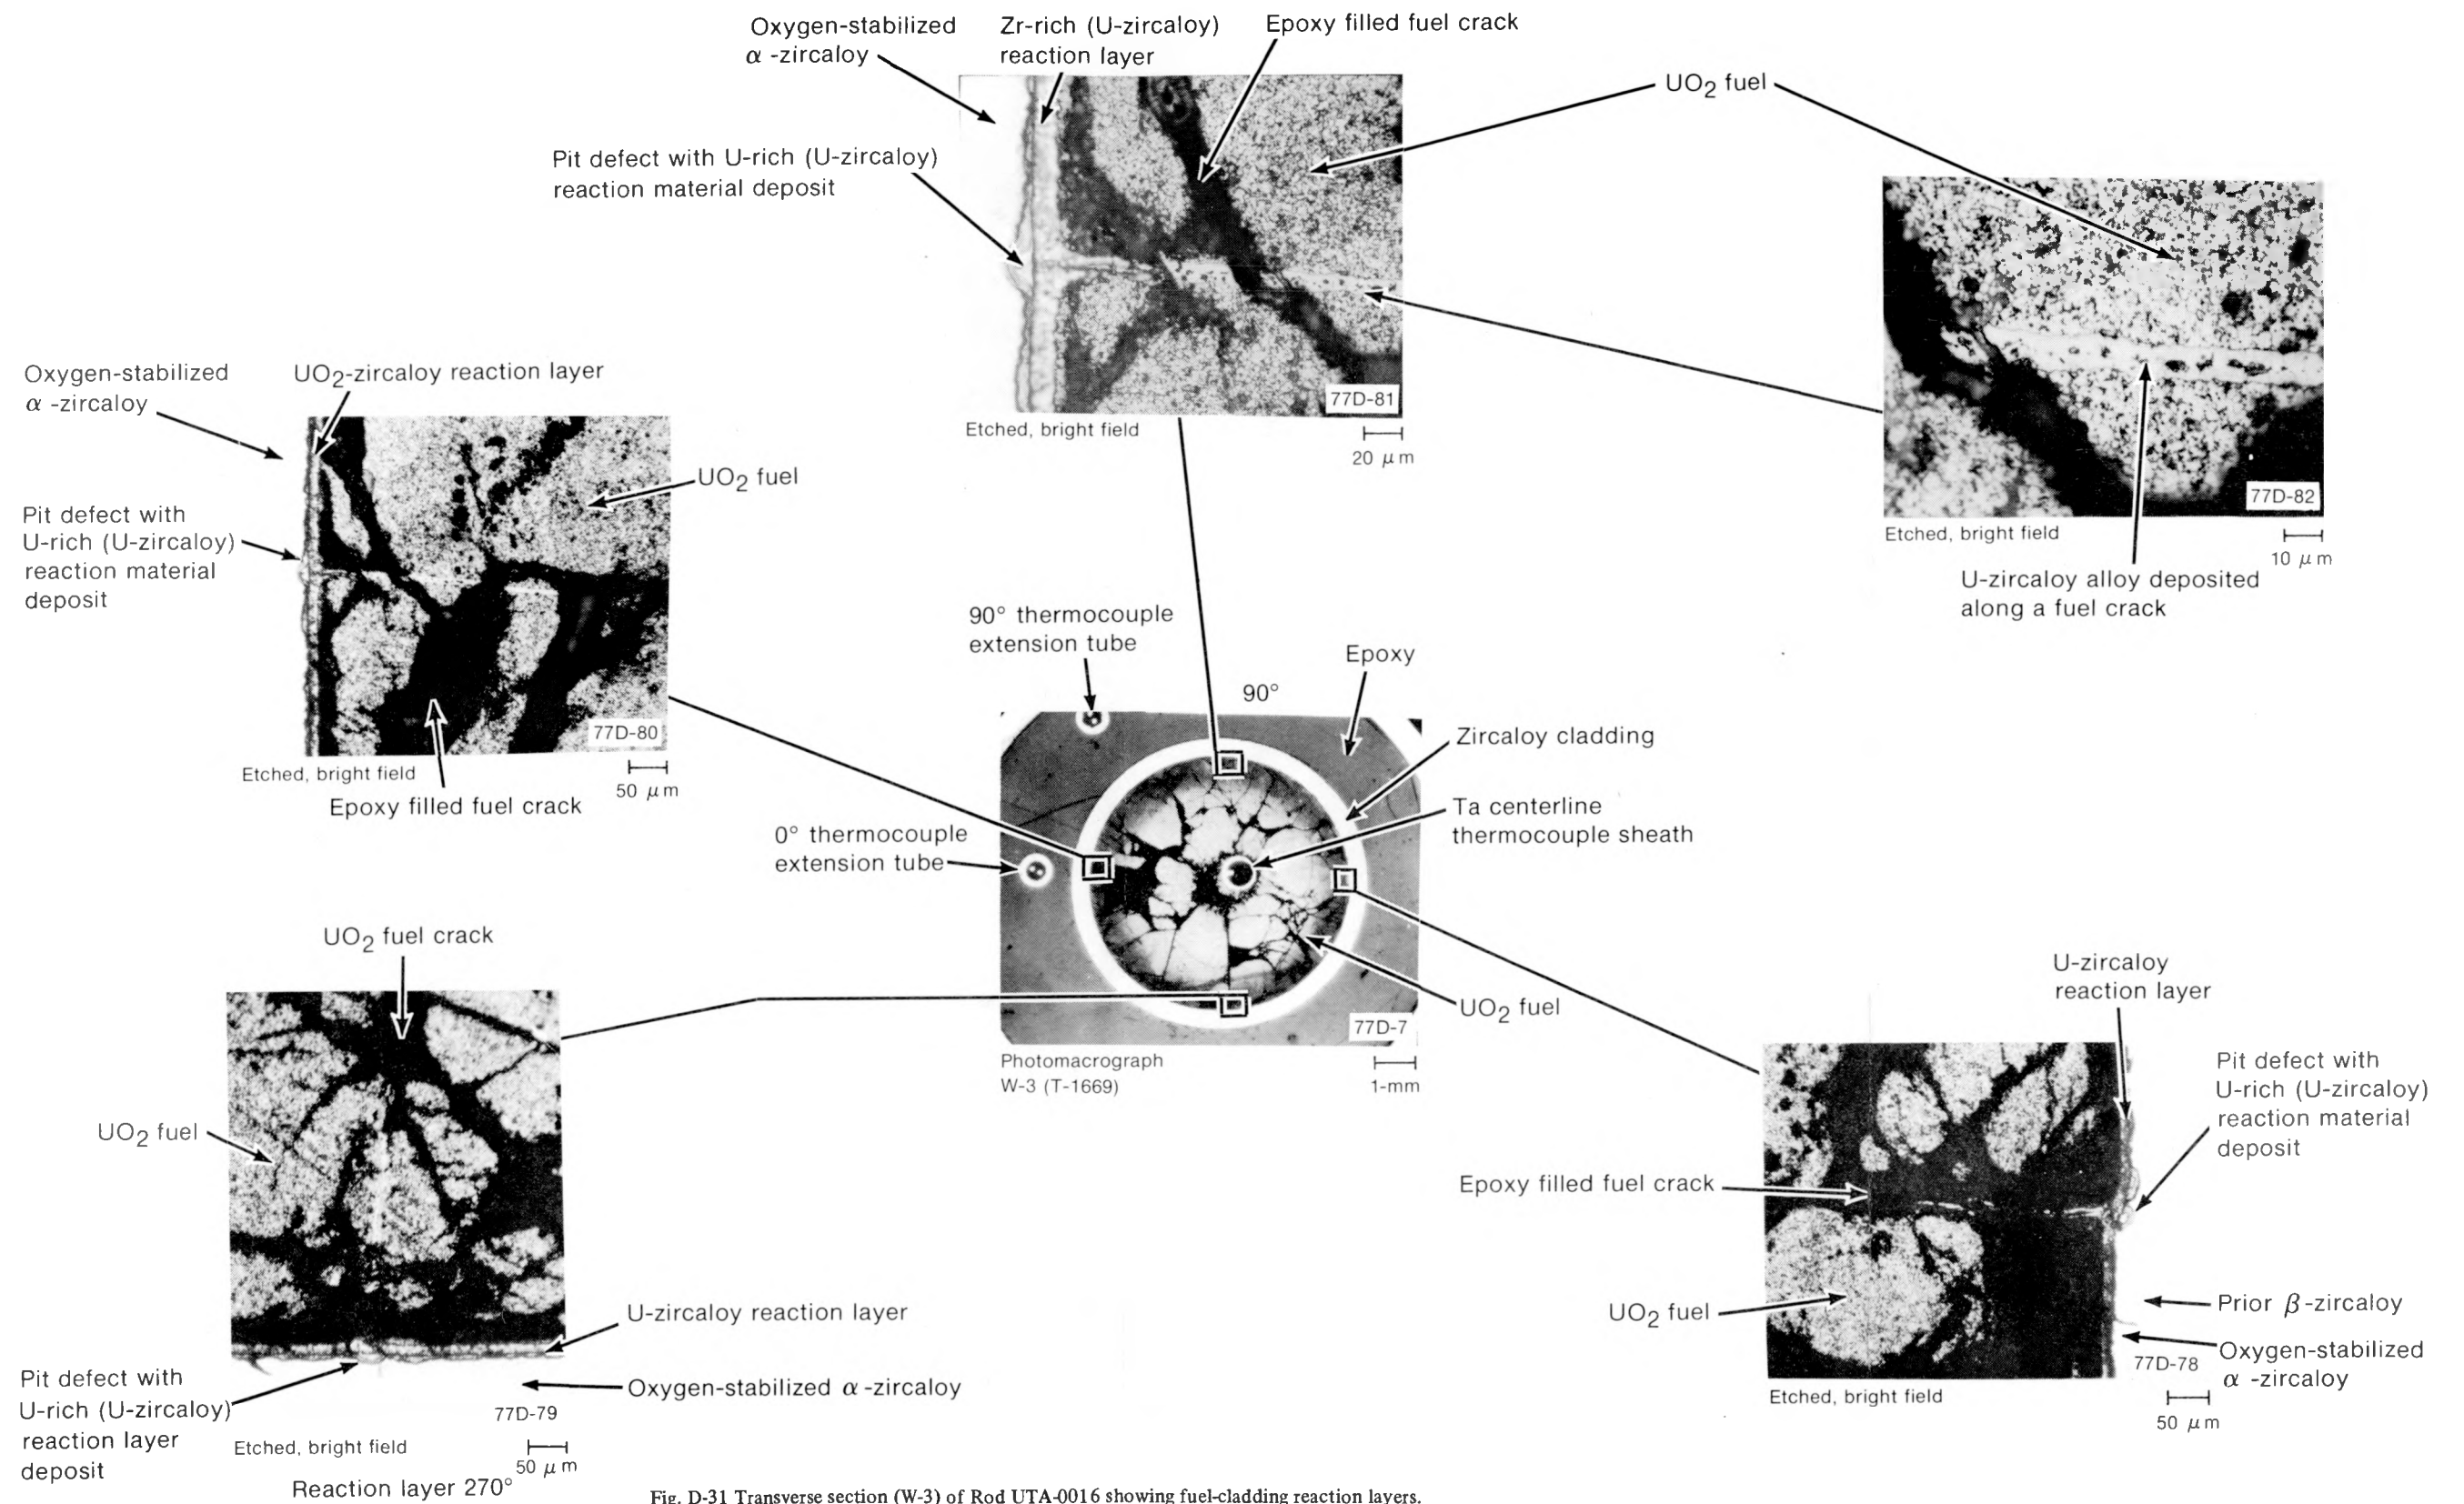 Oxygen-stabilized
α -zircaloy
Zr-rich (U-zircaloy)
reaction layer
Epoxy filled fuel crack
UO2 fuel
Pit defect with U-rich (U-zircaloy)
reaction material deposit
77D-81
Etched, bright field
20 μm
77D-82
Etched, bright field
10 μm
U-zircaloy alloy deposited
along a fuel crack
Oxygen-stabilized
α -zircaloy
UO2-zircaloy reaction layer
UO2 fuel
Pit defect with
U-rich (U-zircaloy)
reaction material
deposit
77D-80
Etched, bright field
50 μm
Epoxy filled fuel crack
90° thermocouple
extension tube
90°
Epoxy
Zircaloy cladding
Ta centerline
thermocouple sheath
0° thermocouple
extension tube
UO2 fuel
77D-7
Photomacrograph
W-3 (T-1669)
1-mm
UO2 fuel crack
UO2 fuel
U-zircaloy reaction layer
Pit defect with
U-rich (U-zircaloy)
reaction layer
deposit
Oxygen-stabilized α -zircaloy
77D-79
Etched, bright field
50 μm
Reaction layer 270°
U-zircaloy
reaction layer
Pit defect with
U-rich (U-zircaloy)
reaction material
deposit
Epoxy filled fuel crack
UO2 fuel
Prior β -zircaloy
Oxygen-stabilized
α -zircaloy
77D-78
Etched, bright field
50 μm
Fig. D-31 Transverse section (W-3) of Rod UTA-0016 showing fuel-cladding reaction layers.